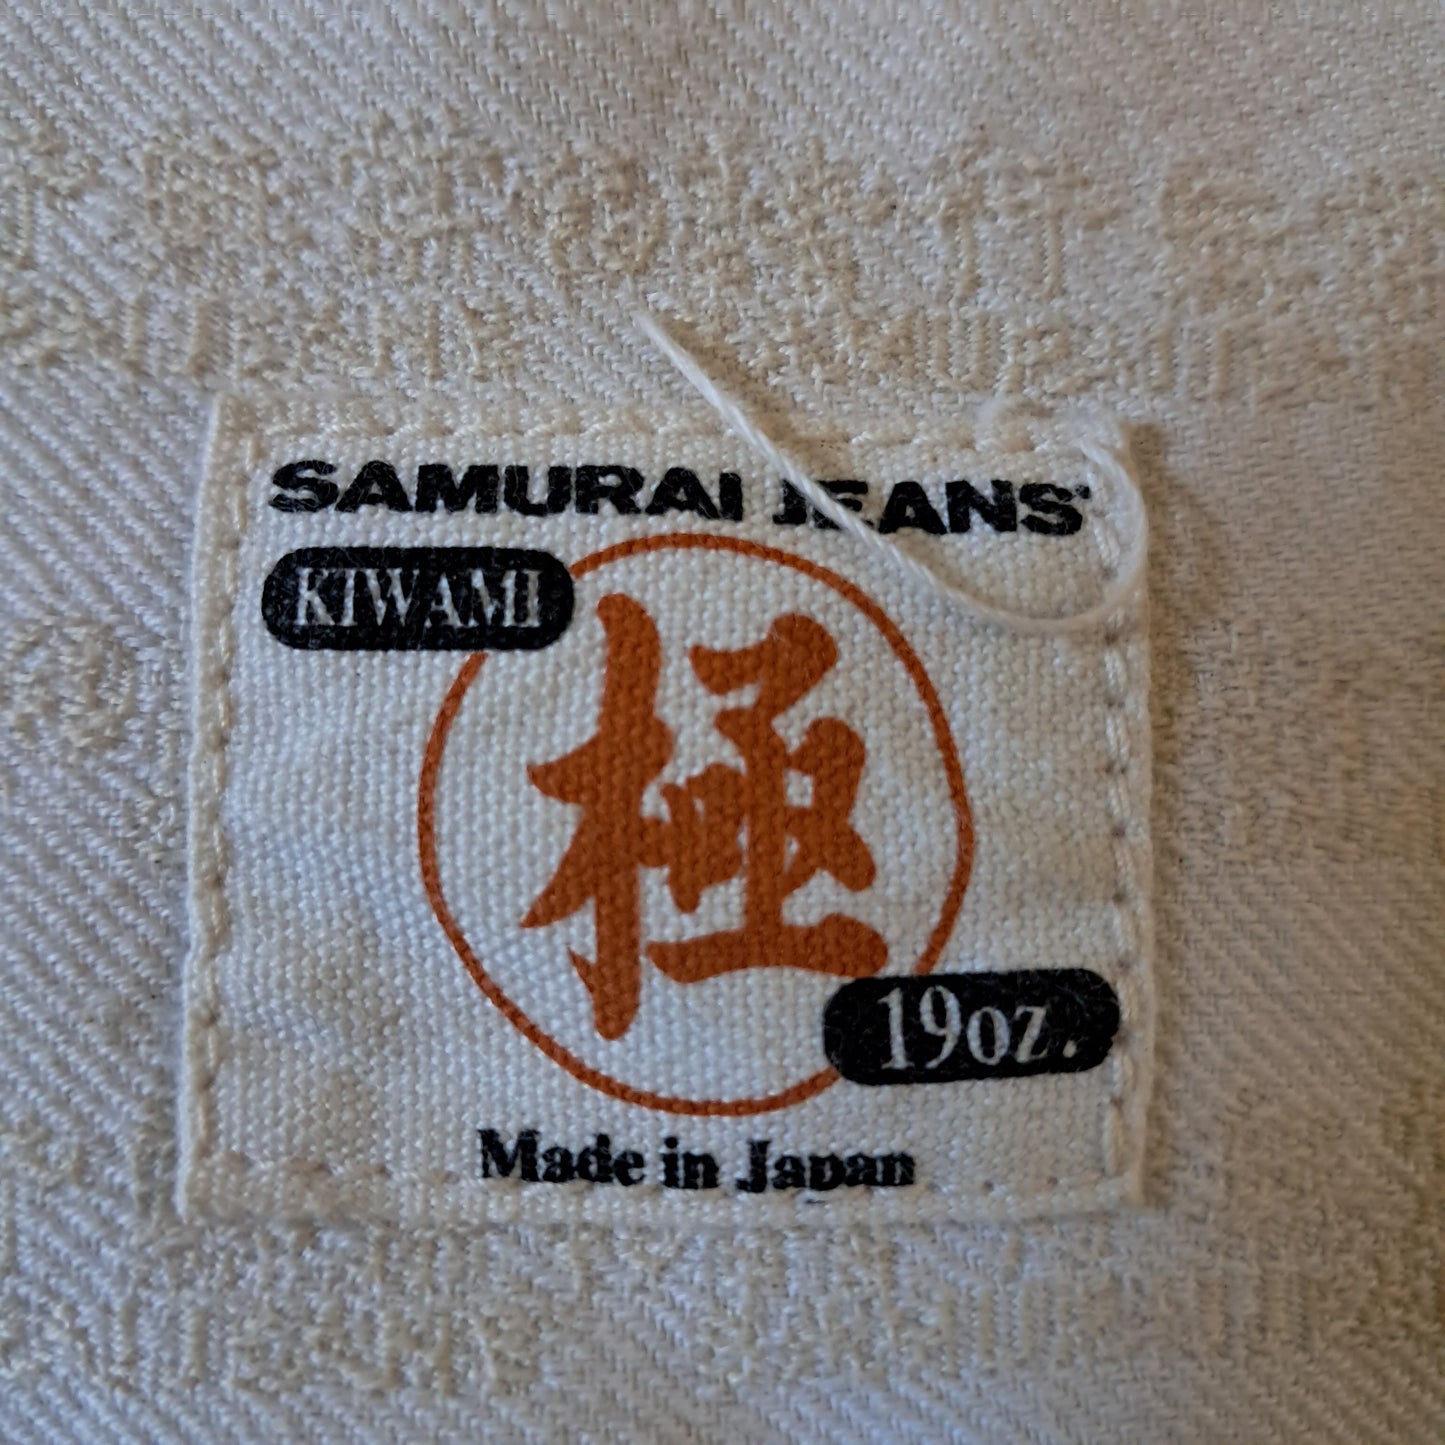 SAMURAI JEANS
KIWAMI
極
19oz.
Made in Japan